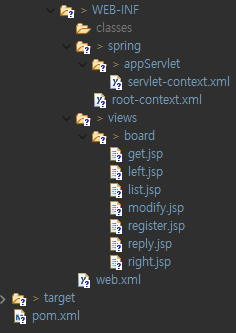 > WEB-INF
classes
> spring
> appServlet
servlet-context.xml
root-context.xml
> views
> board
get.jsp
left.jsp
list.jsp
modify.jsp
register.jsp
reply.jsp
right.jsp
web.xml
> target
pom.xml